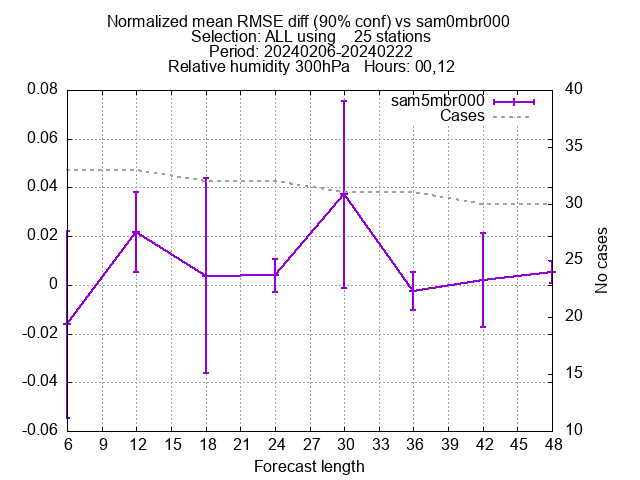 Normalized mean RMSE diff (90% conf) vs sam0mbr000
Selection: ALL using    25 stations
Period: 20240206-20240222
Relative humidity 300hPa   Hours: 00,12
sam5mbr000
Cases
0.08
0.06
0.04
0.02
0
-0.02
-0.04
-0.06
40
35
30
25
20
15
10
No cases
6 9 12 15 18 21 24 27 30 33 36 39 42 45 48
Forecast length